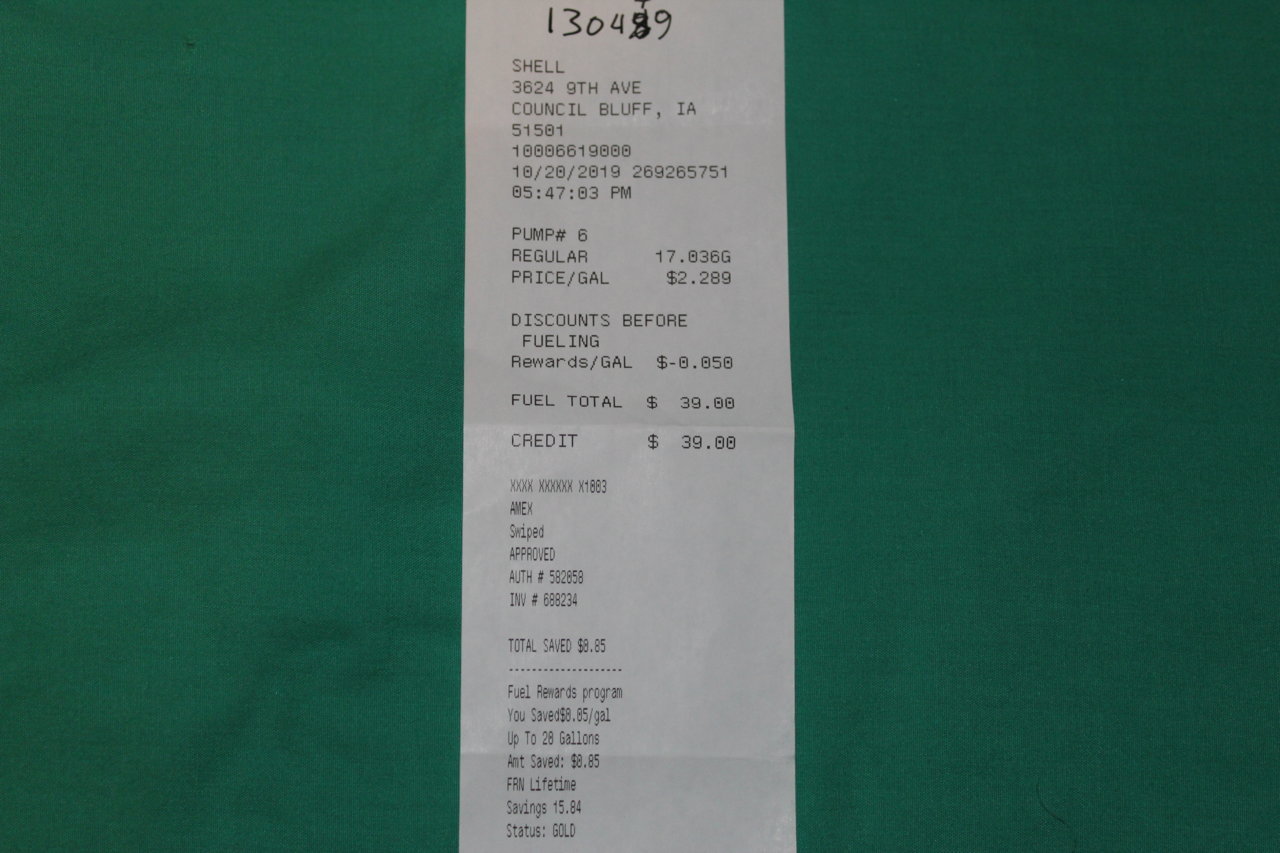 SHELL
3624 9TH AVE
COUNCIL BLUFF, IA
51501
10006619000
10/20/2019 269265751
05:47:03 PM
PUMP# 6
REGULAR 17.036G
PRICE/GAL $2.289
DISCOUNTS BEFORE
FUELING
Rewards/GAL $-0.050
FUEL TOTAL $ 39.00
CREDIT $ 39.00
XXXX XXXXXX X1003
AMEX
Swiped
APPROVED
AUTH # 582058
INV # 688234
TOTAL SAVED $0.85
-------------------
Fuel Rewards program
You Saved$0.05/gal
Up To 20 Gallons
Amt Saved: $0.85
FRN Lifetime
Savings 15.84
Status: GOLD